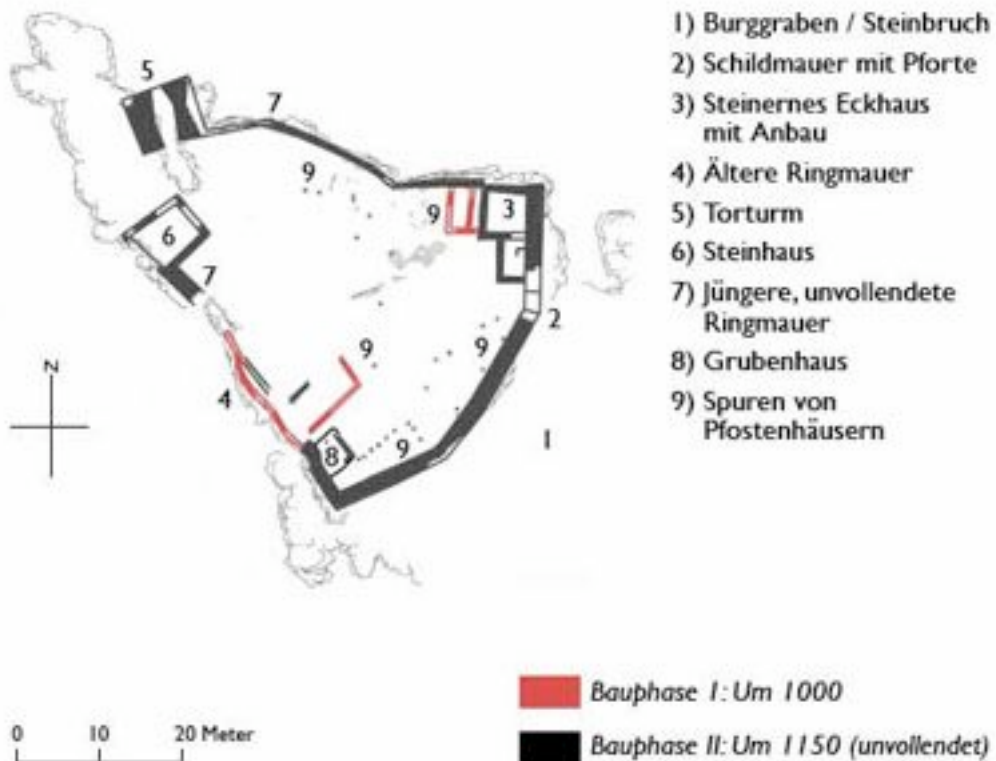 1) Burggraben / Steinbruch
2) Schildmauer mit Pforte
3) Steinernes Eckhaus
mit Anbau
4) Ältere Ringmauer
5) Torturm
6) Steinhaus
7) Jüngere, unvollendete
Ringmauer
8) Grubenhaus
9) Spuren von
Pfostenhäusern
5
7
9
9
3
6
7
2
9
9
4
9
8
1
N
Bauphase I: Um 1000
Bauphase II: Um 1150 (unvollendet)
0 10 20 Meter